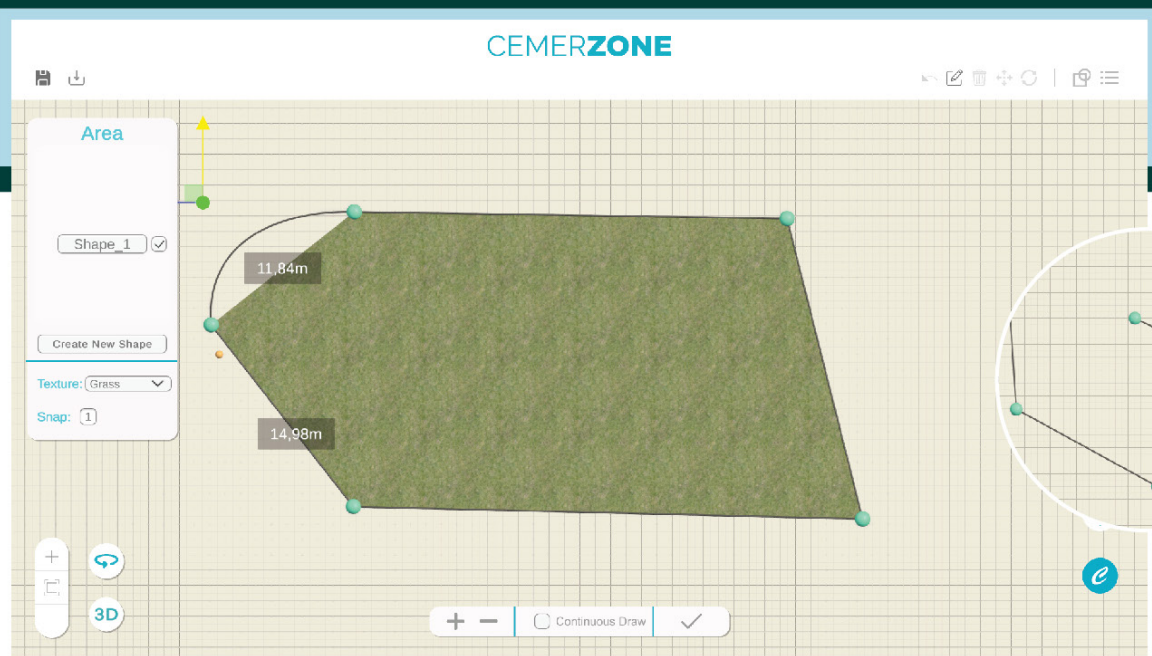 CEMERZONE
Area
Shape_1
Create New Shape
Texture: Grass
Snap: 1
11,84m
14,98m
3D
Continuous Draw
C